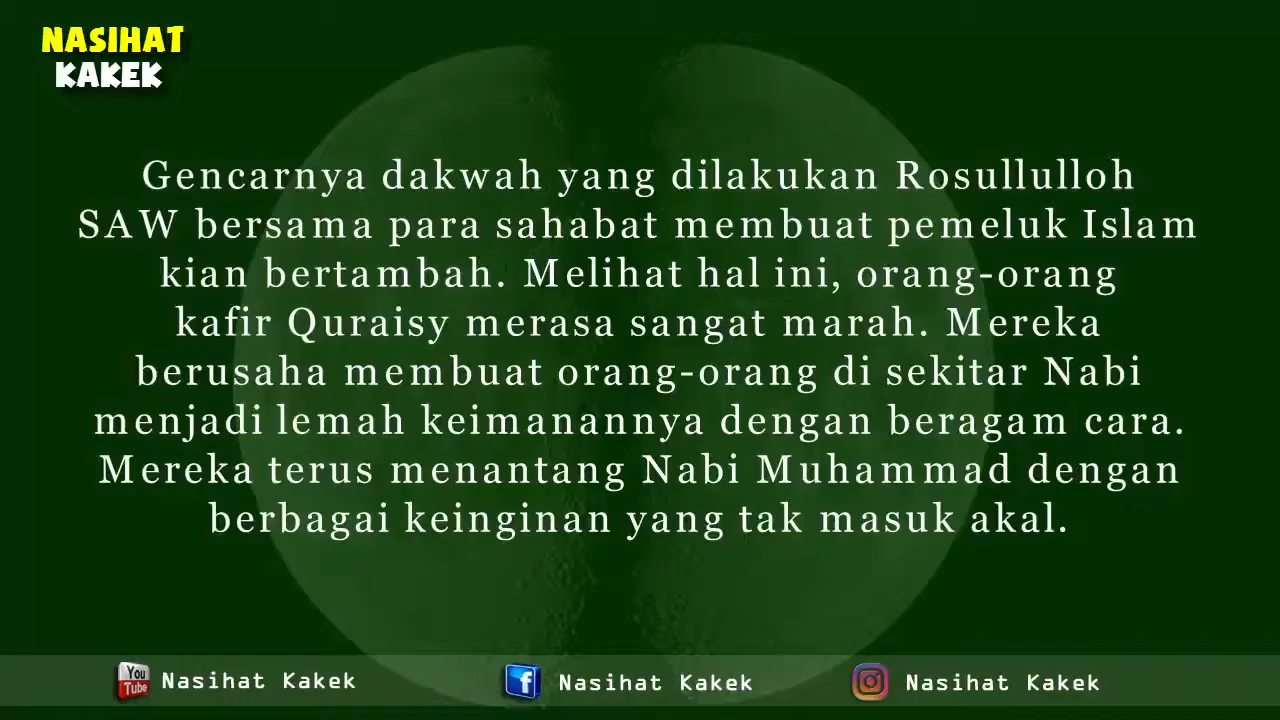 NASIHAT
KAKEK
Gencarnya dakwah yang dilakukan Rosullulloh
SAW bersama para sahabat membuat pemeluk Islam
kian bertambah. Melihat hal ini, orang-orang
kafir Quraisy merasa sangat marah. Mereka
berusaha membuat orang-orang di sekitar Nabi
menjadi lemah keimanannya dengan beragam cara.
Mereka terus menantang Nabi Muhammad dengan
berbagai keinginan yang tak masuk akal.
You Tube Nasihat Kakek f Nasihat Kakek Nasihat Kakek